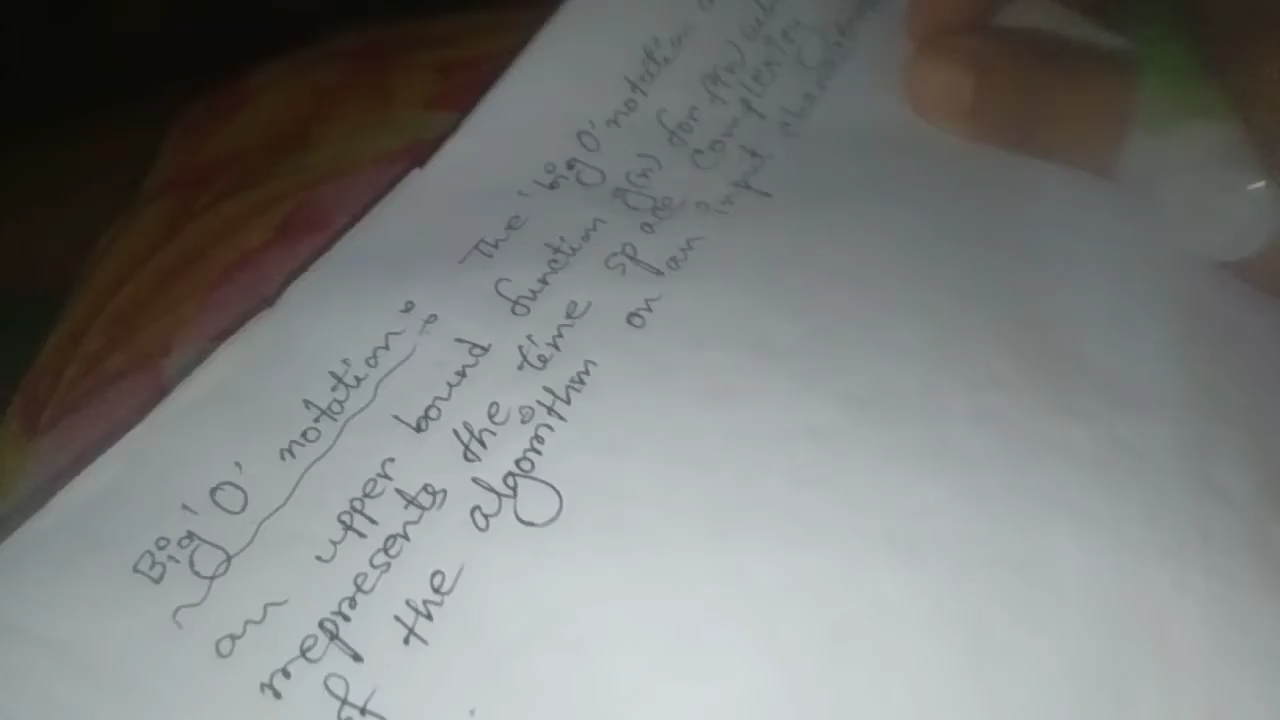 Big 'O' notation:- The 'big O' notation
an upper bound function g(n) for f(n)
represents the time space complexity
of the algorithm on an input characteristic